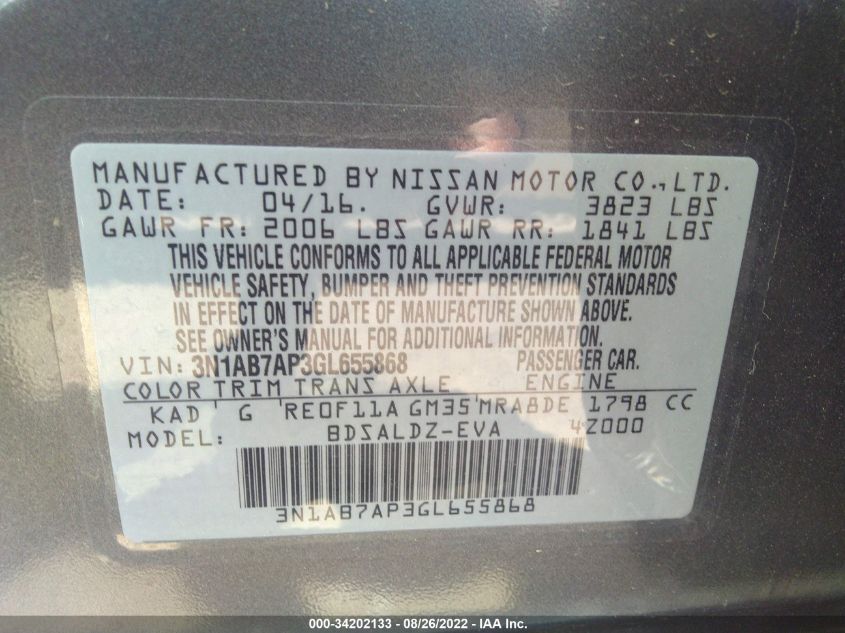 MANUFACTURED BY NISSAN MOTOR CO., LTD.
DATE: 04/16. GVWR: 3823 LBS
GAWR FR: 2006 LBS GAWR RR: 1841 LBS
THIS VEHICLE CONFORMS TO ALL APPLICABLE FEDERAL MOTOR
VEHICLE SAFETY, BUMPER AND THEFT PREVENTION STANDARDS
IN EFFECT ON THE DATE OF MANUFACTURE SHOWN ABOVE.
SEE OWNER'S MANUAL FOR ADDITIONAL INFORMATION.
VIN: 3N1AB7AP3GL655868 PASSENGER CAR.
COLOR TRIM TRANS AXLE ENGINE
KAD G RE0F11A GM35 MRA8DE 1798 CC
MODEL: BDSALDZ-EVA 4Z000
3N1AB7AP3GL655868
000-34202133 - 08/26/2022 - © IAA, Inc.